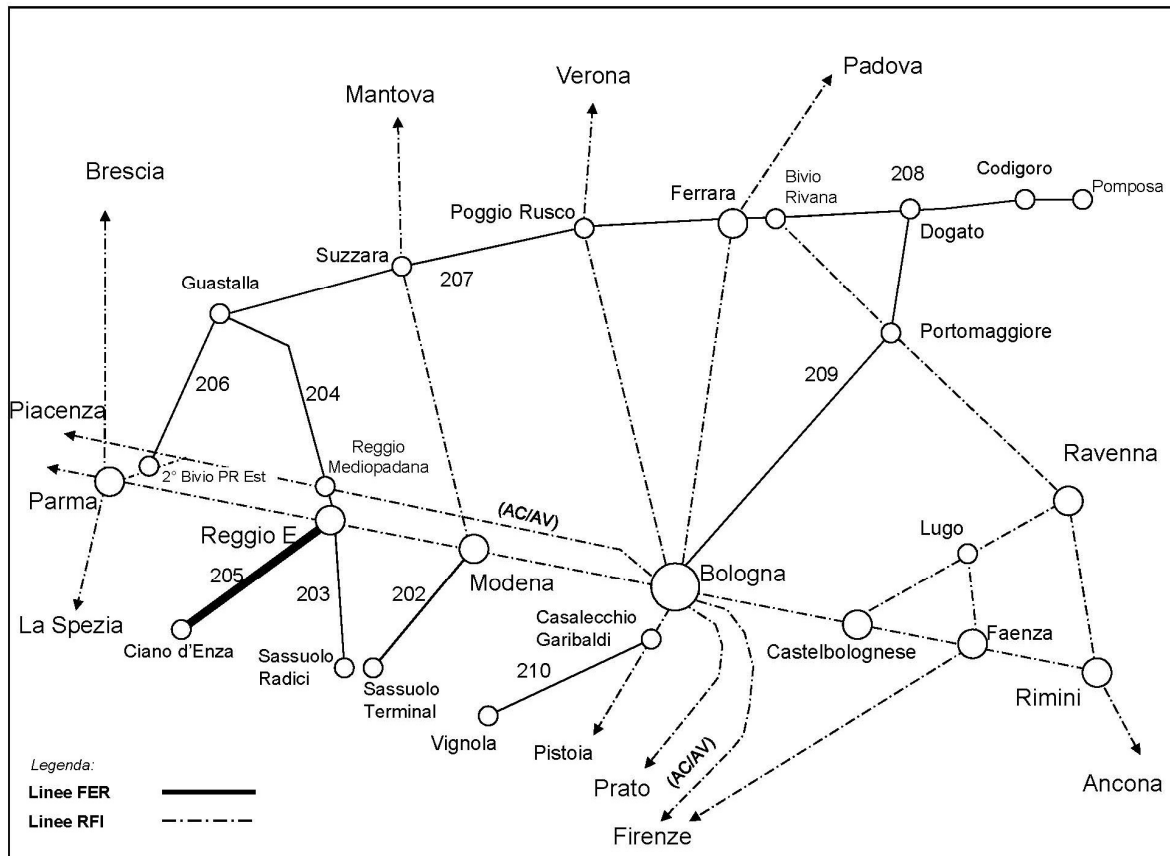 Padova
Verona
Mantova
Brescia
208
Codigoro
Pomposa
Bivio
Rivana
Ferrara
Poggio Rusco
Dogato
Suzzara
207
Guastalla
Portomaggiore
206
204
209
Piacenza
Reggio
Mediopadana
2° Bivio PR Est
Ravenna
Parma
(AC/AV)
Reggio E
Lugo
205
203
202
Modena
Bologna
La Spezia
Ciano d'Enza
Casalecchio
Garibaldi
Castelbolognese
Faenza
Sassuolo
Radici
Sassuolo
Terminal
210
Rimini
Vignola
Pistoia
(AC/AV)
Prato
Ancona
Firenze
Legenda:
Linee FER
Linee RFI